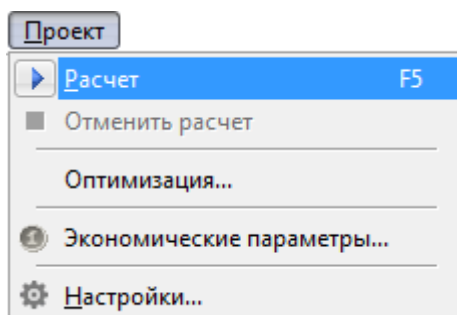 Проект
Расчет F5
Отменить расчет
Оптимизация...
Экономические параметры...
Настройки...